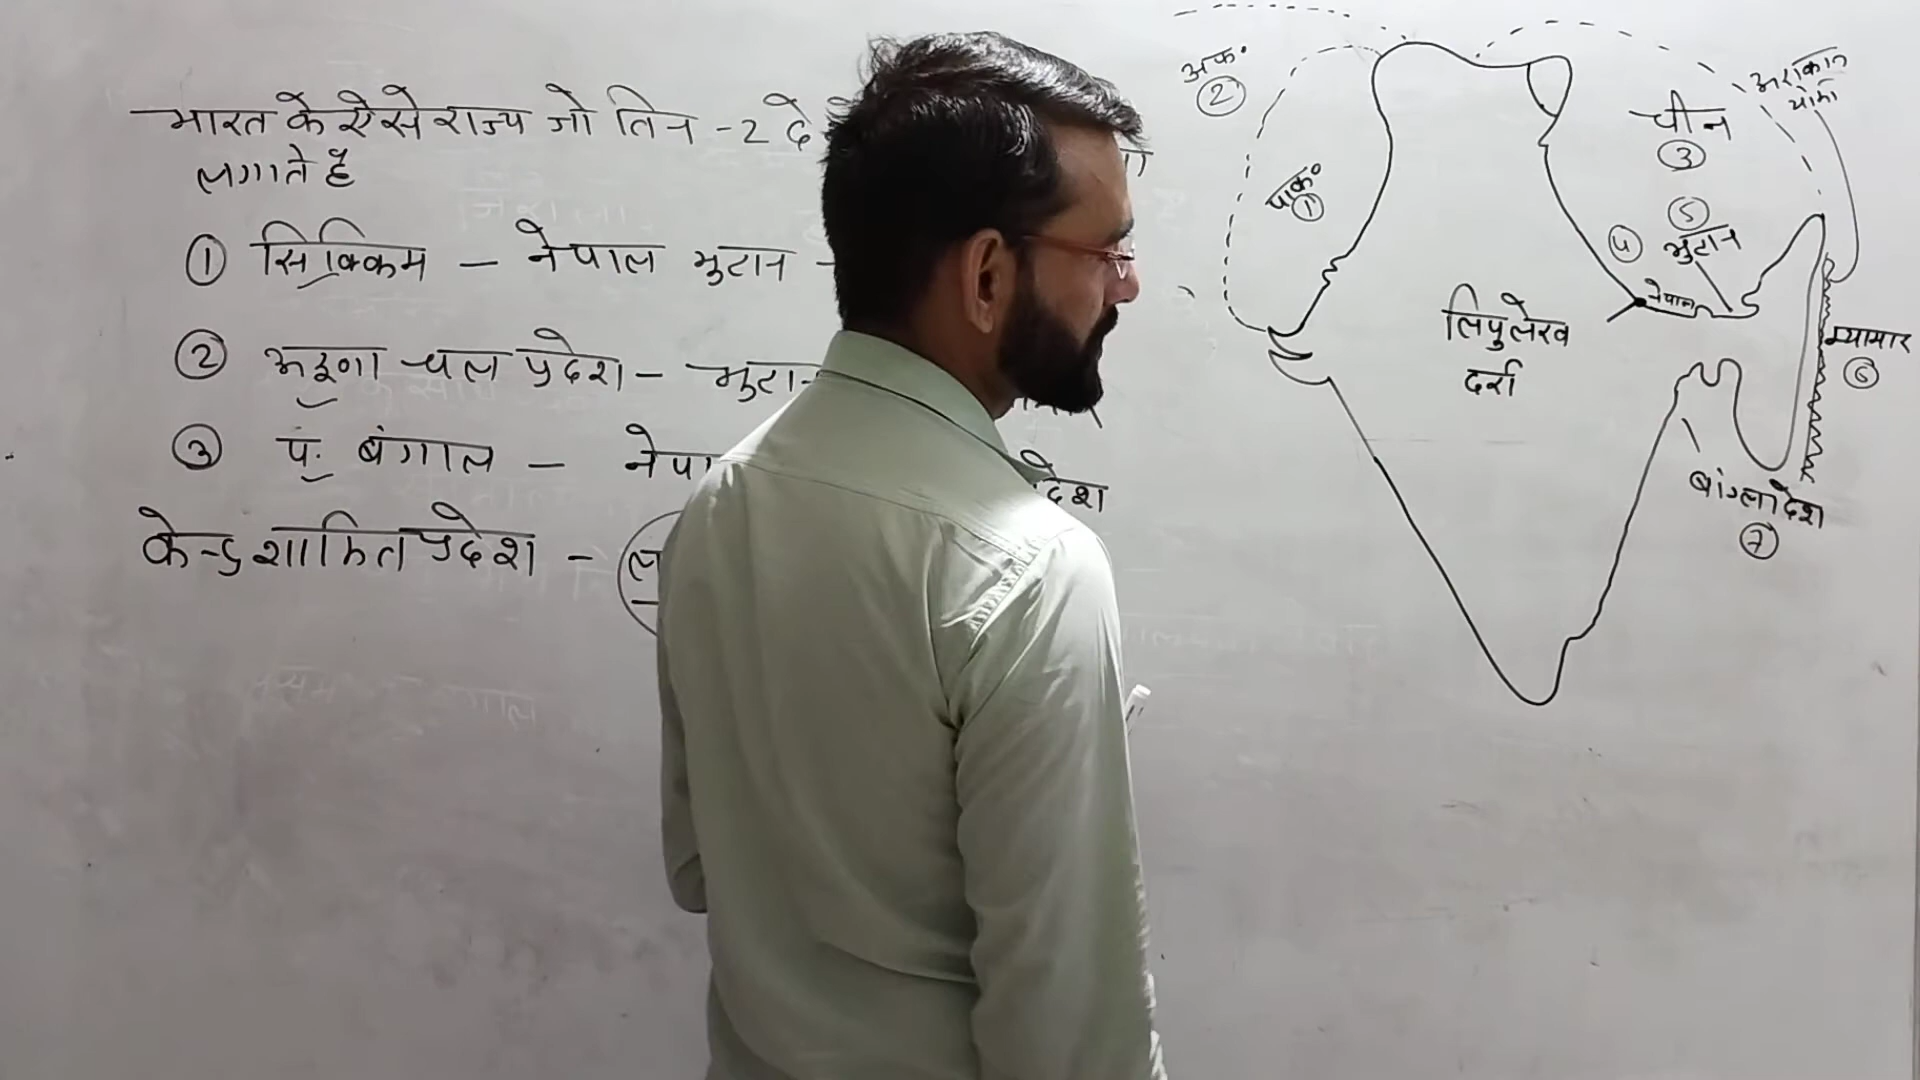 भारत के ऐसे राज्य जो तिन -2 दे
लगाते है
① सिक्किम - नेपाल भुटान -
② अरूणा चल प्रदेश - भुटान
③ प. बंगाल - नेपा देश
केन्द्रशासित प्रदेश -
अफ॰
②
पाक॰
①
चीन
③
अराकान
योमा
⑤
④ भुटान
नेपाल
लिपुलेख
दर्रा
म्यामार
⑥
बांग्लादेश
⑦